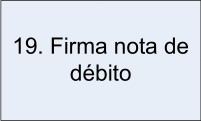 19. Firma nota de
débito